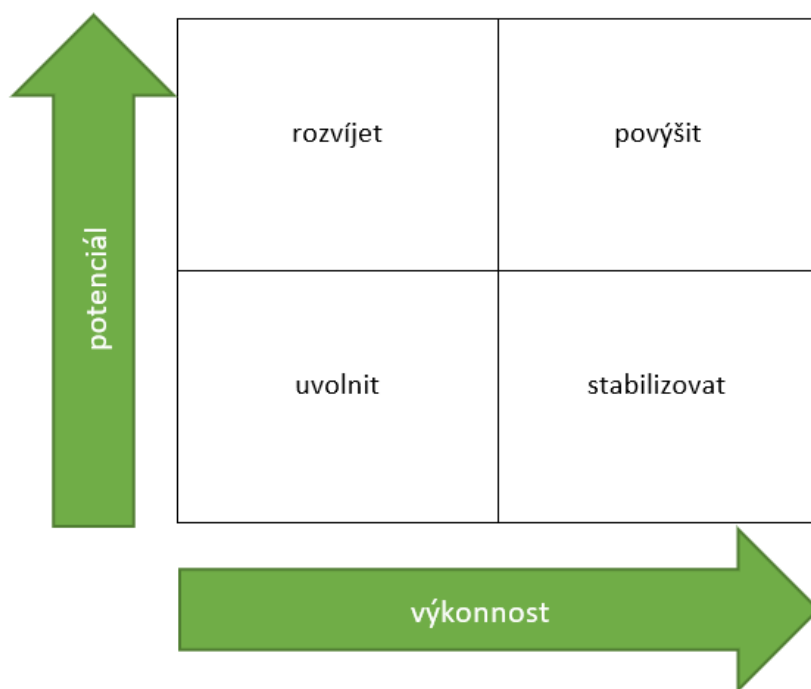 rozvíjet
povýšit
potenciál
uvolnit
stabilizovat
výkonnost